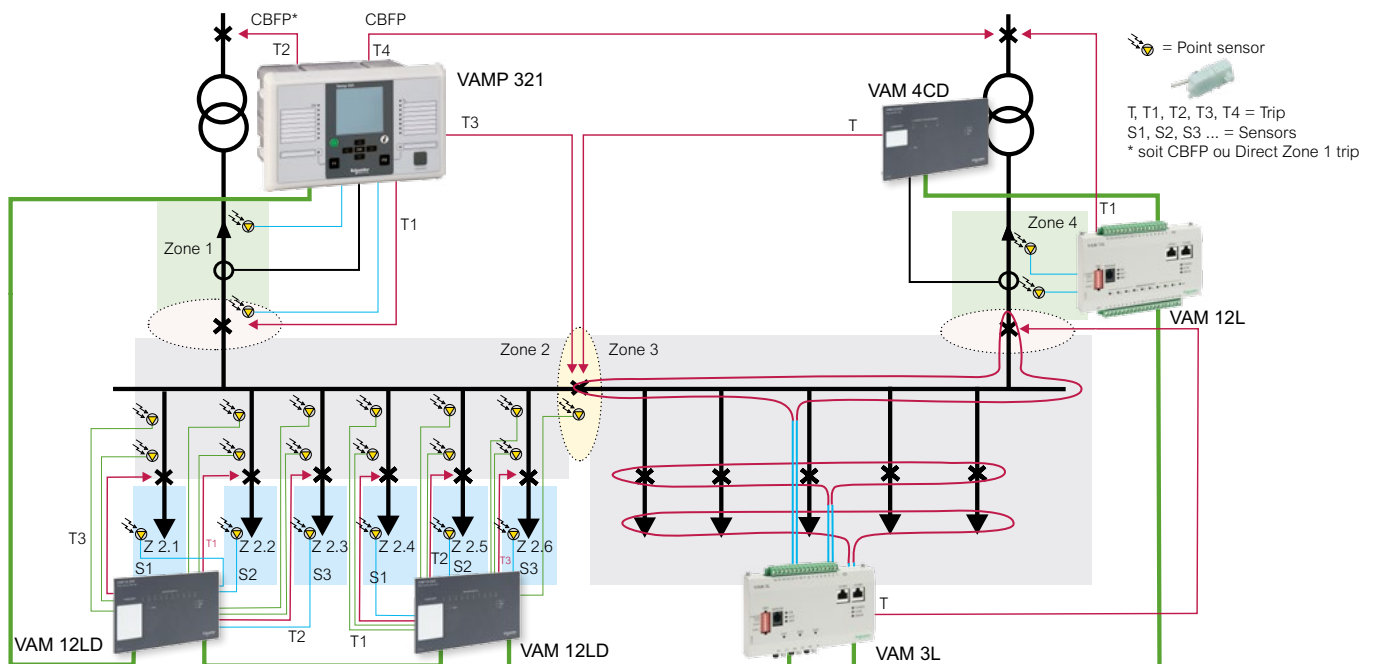 CBFP*
CBFP
T2
T4
= Point sensor
VAMP 321
VAM 4CD
T, T1, T2, T3, T4 = Trip
S1, S2, S3 ... = Sensors
* soit CBFP ou Direct Zone 1 trip
T3
T
T1
T1
Zone 1
Zone 4
VAM 12L
Zone 2
Zone 3
T3
Z 2.1
T1
Z 2.2
Z 2.3
Z 2.4
T2
Z 2.5
T3
Z 2.6
S1
S2
S3
S1
S2
S3
T2
T1
T
VAM 12LD
VAM 12LD
VAM 3L